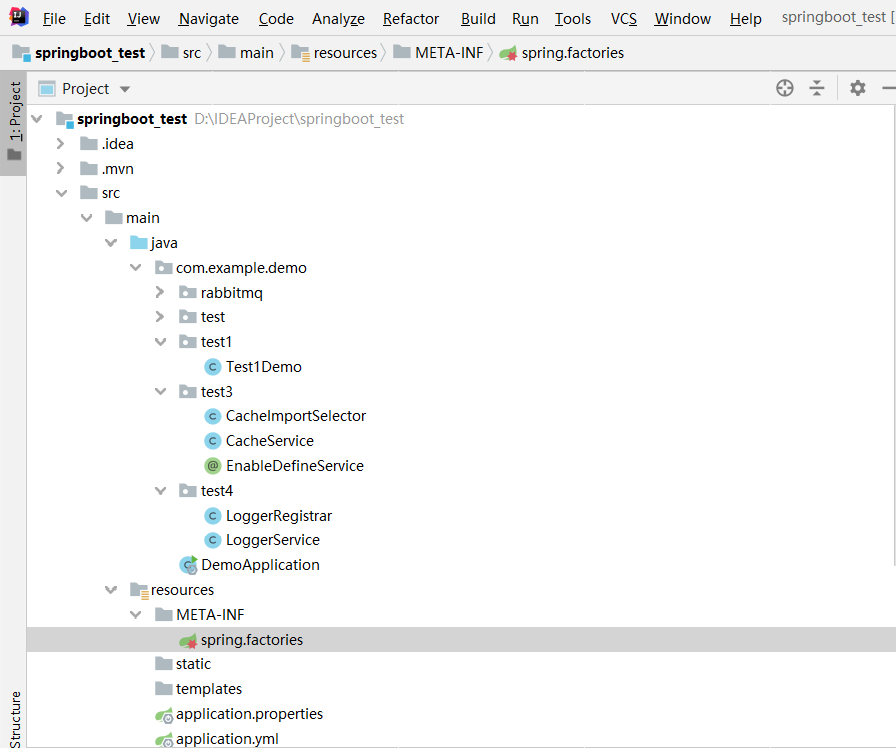 File Edit View Navigate Code Analyze Refactor Build Run Tools VCS Window Help springboot_test [
springboot_test src main resources META-INF spring.factories
1: Project
Project
springboot_test D:\IDEAProject\springboot_test
.idea
.mvn
src
main
java
com.example.demo
rabbitmq
test
test1
C Test1Demo
test3
C CacheImportSelector
C CacheService
@ EnableDefineService
test4
C LoggerRegistrar
C LoggerService
C DemoApplication
resources
META-INF
spring.factories
static
templates
application.properties
application.yml
Structure